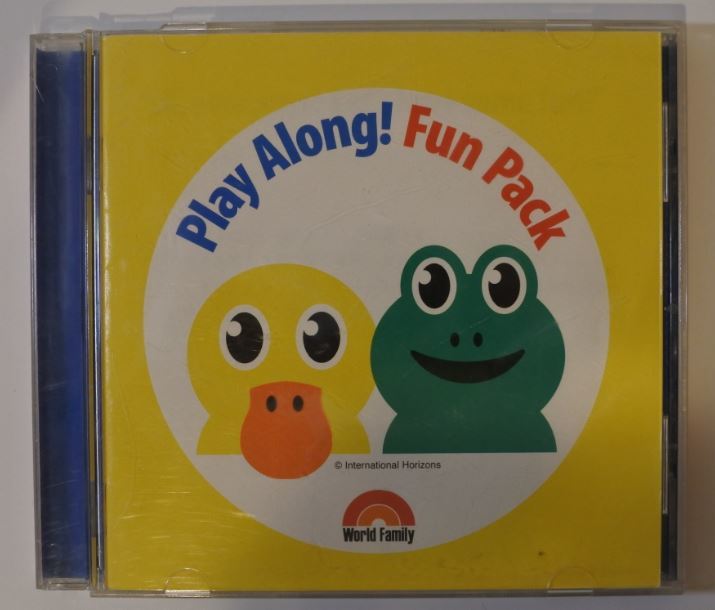 Play Along! Fun Pack
© International Horizons
World Family